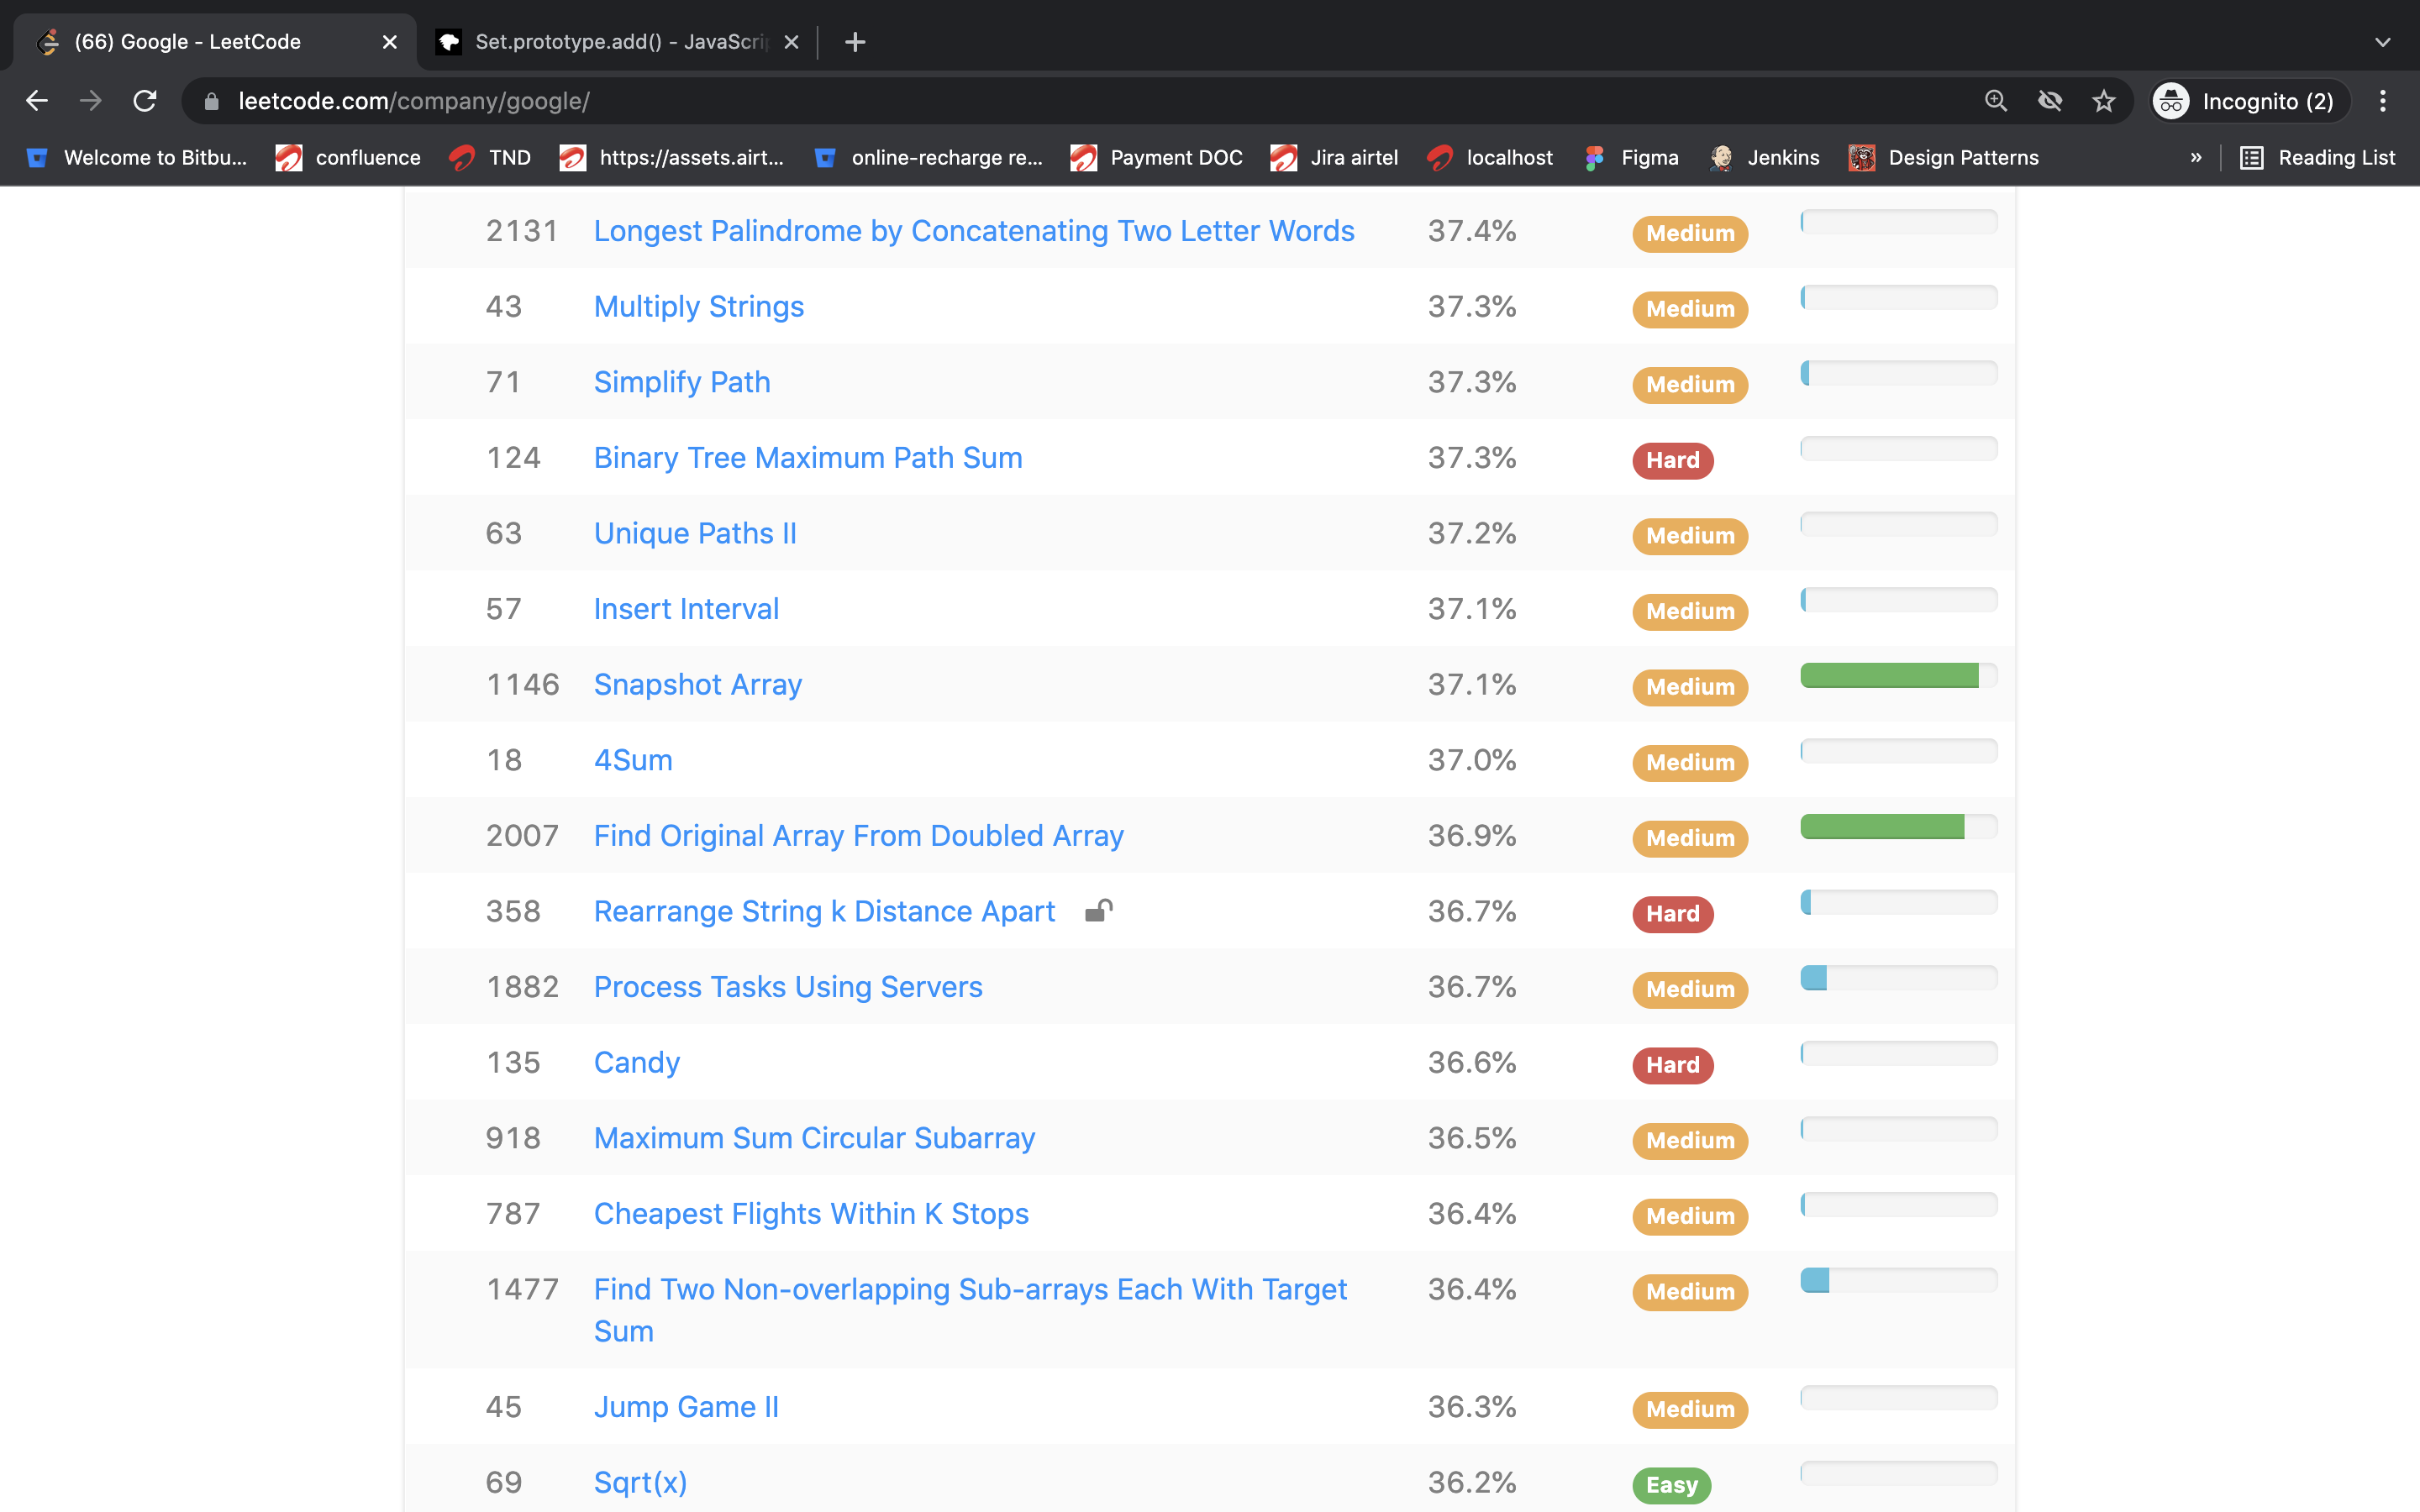 (66) Google - LeetCode
Set.prototype.add() - JavaScri
leetcode.com/company/google/
Incognito (2)
Welcome to Bitbu... confluence TND https://assets.airt... online-recharge re... Payment DOC Jira airtel localhost Figma Jenkins Design Patterns » Reading List
2131 Longest Palindrome by Concatenating Two Letter Words 37.4% Medium
43 Multiply Strings 37.3% Medium
71 Simplify Path 37.3% Medium
124 Binary Tree Maximum Path Sum 37.3% Hard
63 Unique Paths II 37.2% Medium
57 Insert Interval 37.1% Medium
1146 Snapshot Array 37.1% Medium
18 4Sum 37.0% Medium
2007 Find Original Array From Doubled Array 36.9% Medium
358 Rearrange String k Distance Apart 36.7% Hard
1882 Process Tasks Using Servers 36.7% Medium
135 Candy 36.6% Hard
918 Maximum Sum Circular Subarray 36.5% Medium
787 Cheapest Flights Within K Stops 36.4% Medium
1477 Find Two Non-overlapping Sub-arrays Each With Target 36.4% Medium
Sum
45 Jump Game II 36.3% Medium
69 Sqrt(x) 36.2% Easy